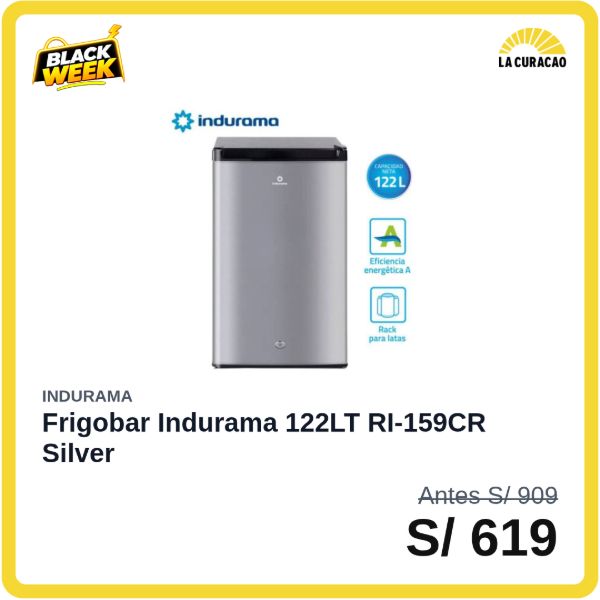 BLACK
WEEK
LA CURACAO
indurama
indurama
CAPACIDAD
NETA
122 L
A
Eficiencia
energética A
Rack
para latas
INDURAMA
Frigobar Indurama 122LT RI-159CR
Silver
Antes S/ 909
S/ 619